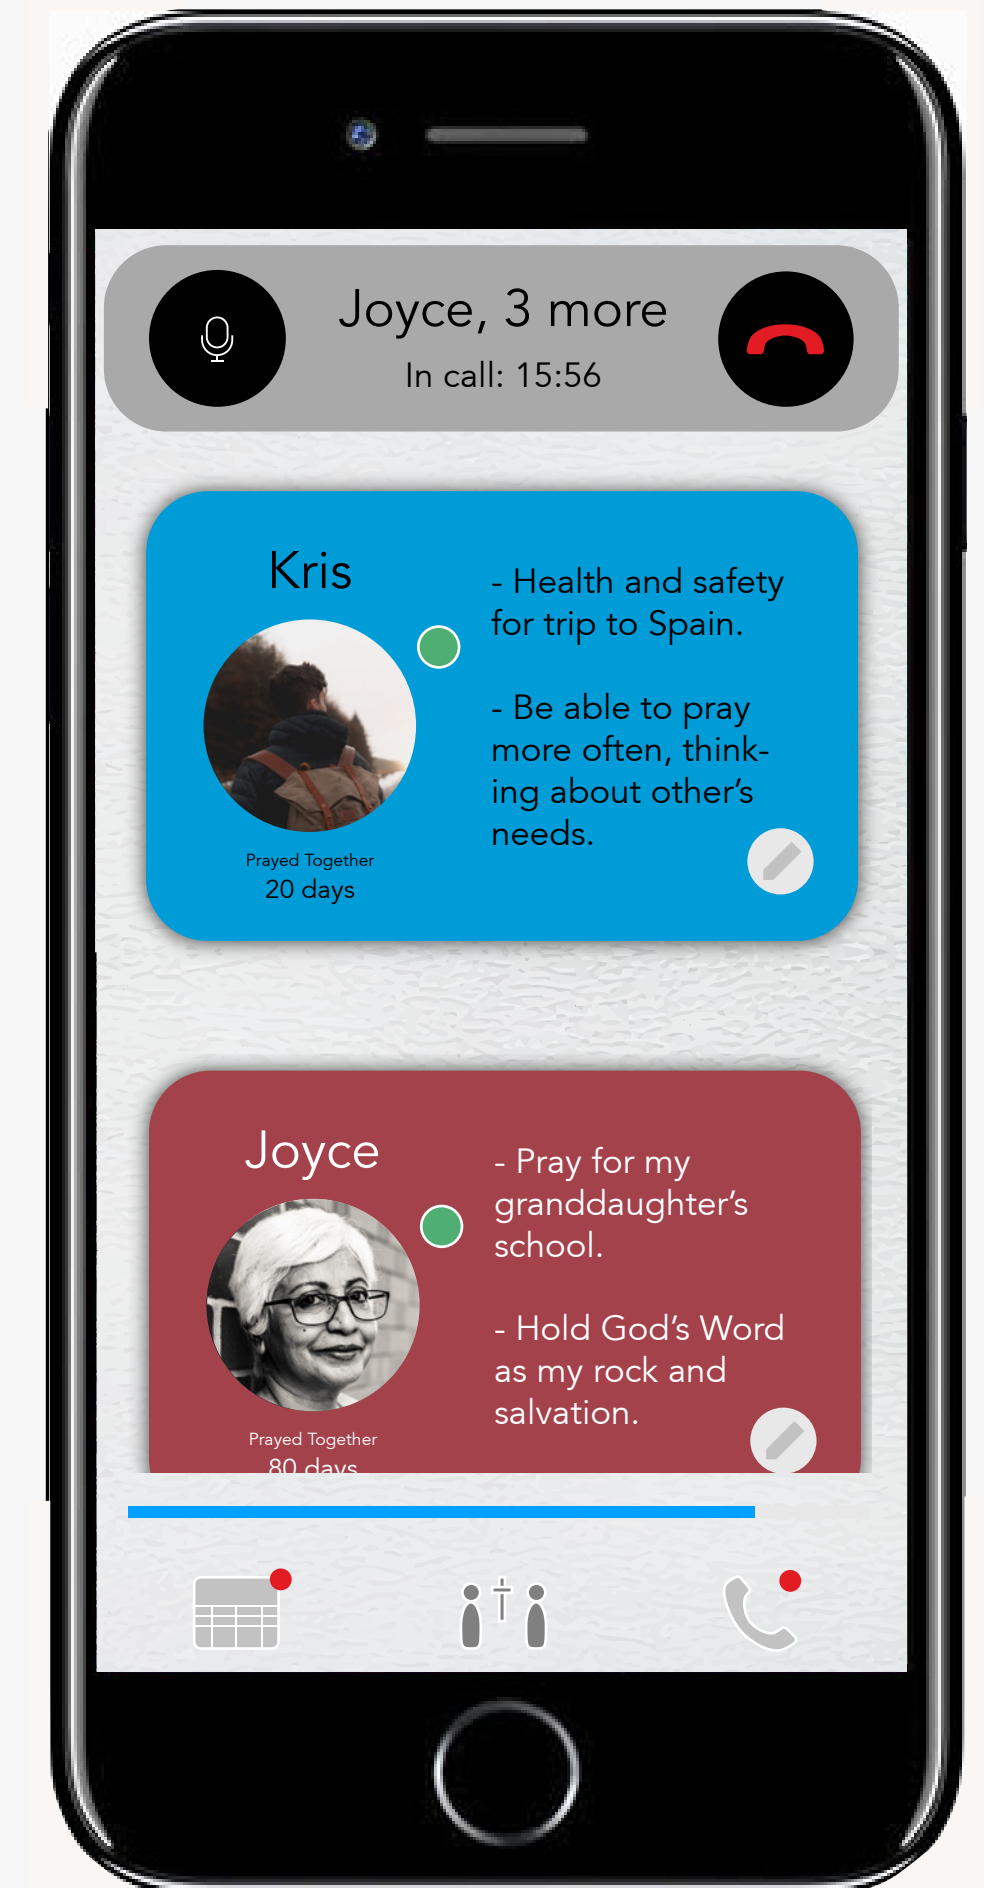 Joyce, 3 more
In call: 15:56
Kris
- Health and safety
for trip to Spain.
- Be able to pray
more often, think-
ing about other’s
needs.
Prayed Together
20 days
Joyce
- Pray for my
granddaughter’s
school.
- Hold God’s Word
as my rock and
salvation.
Prayed Together
80 days